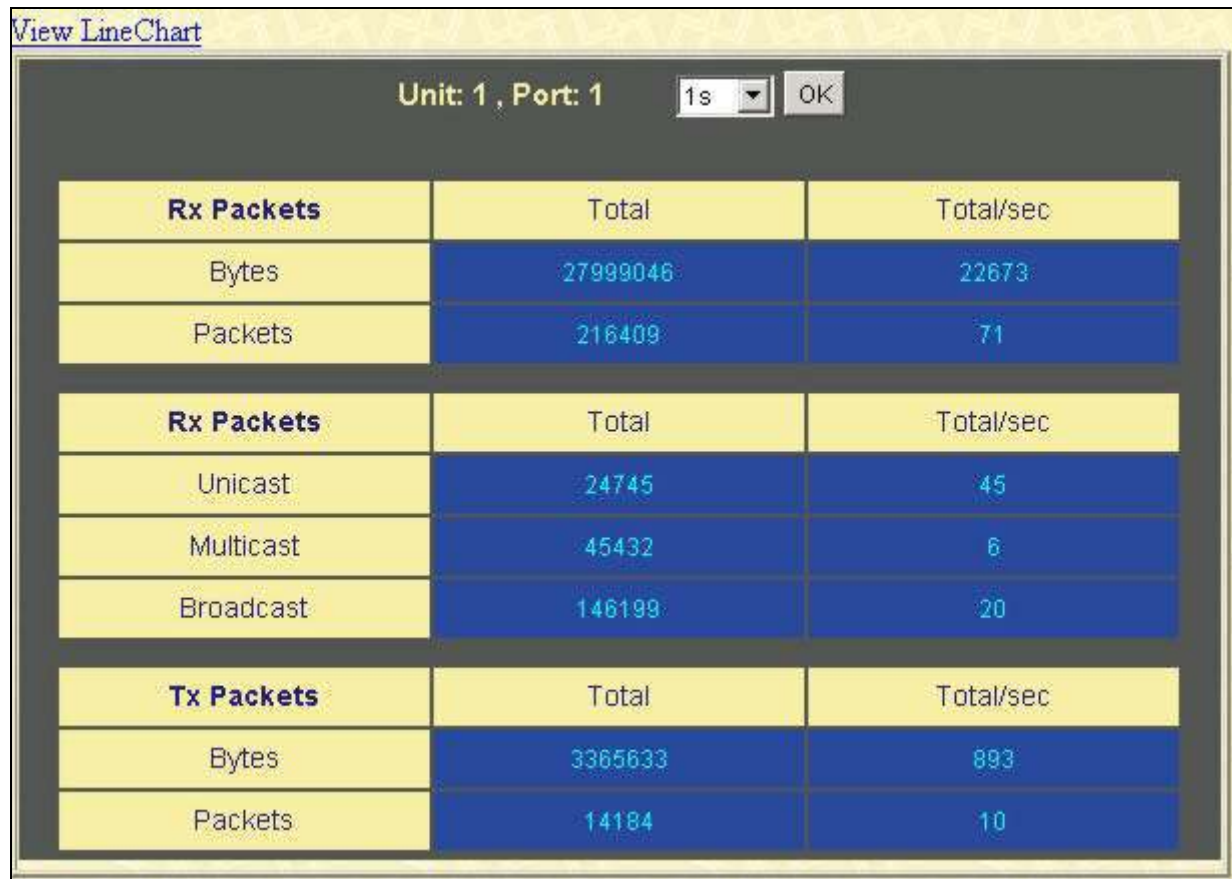 View LineChart
Unit: 1 , Port: 1 1s OK
Rx Packets Total Total/sec
Bytes 27999046 22673
Packets 216409 71
Rx Packets Total Total/sec
Unicast 24745 45
Multicast 45432 6
Broadcast 146199 20
Tx Packets Total Total/sec
Bytes 3365633 893
Packets 14184 10